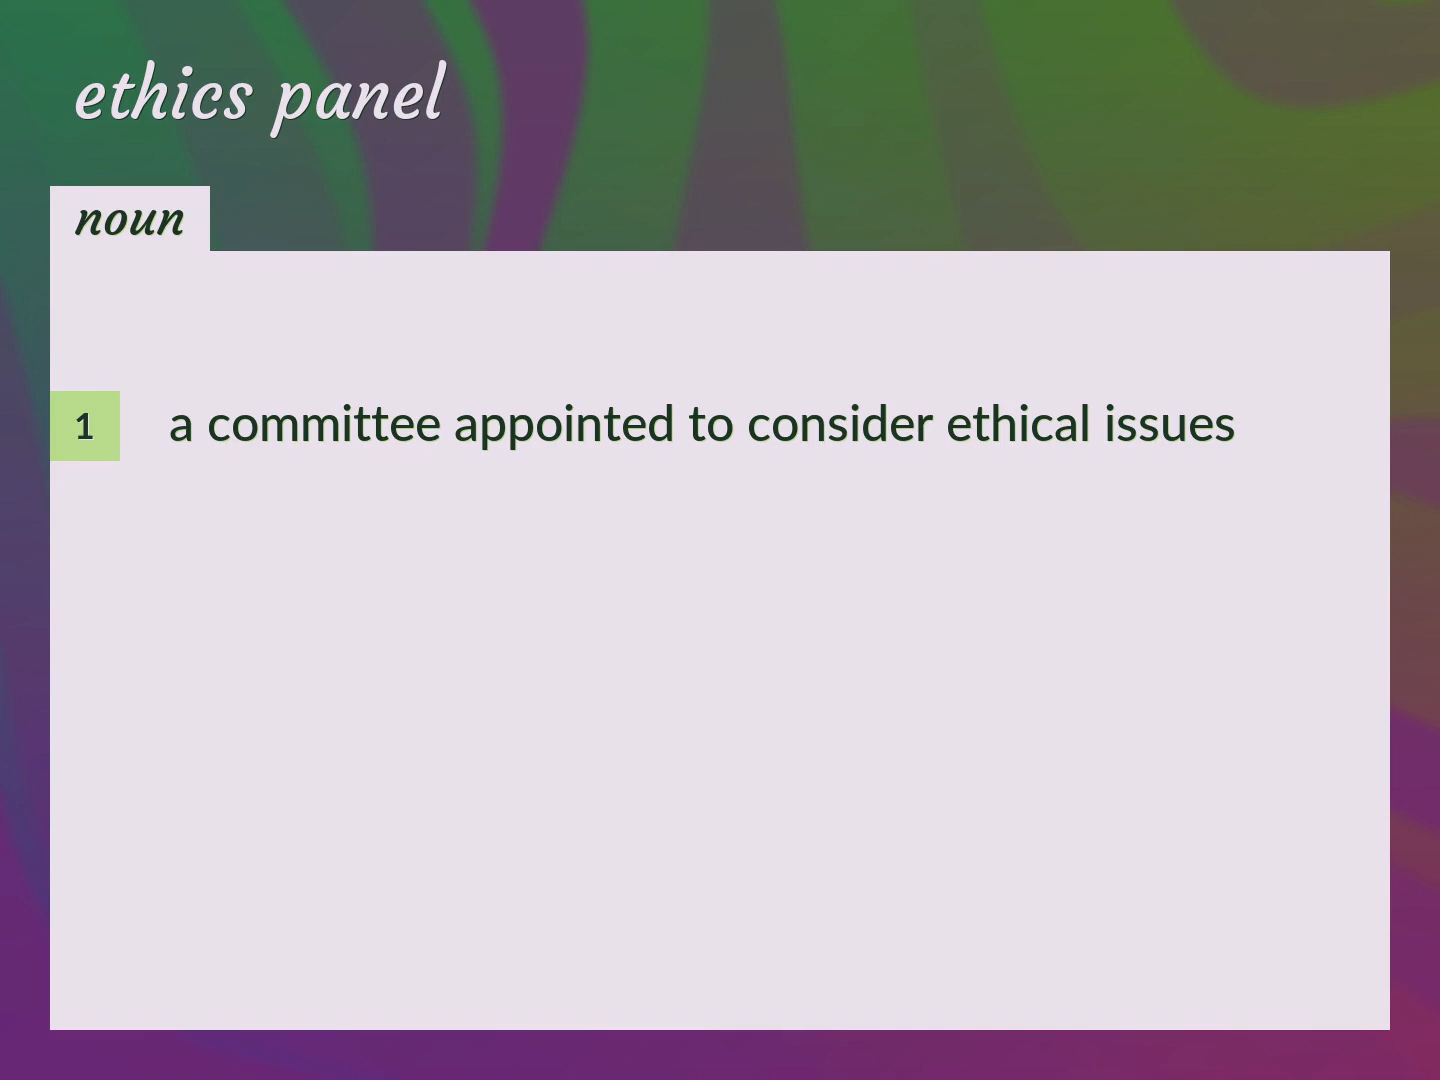 ethics panel
noun
1 a committee appointed to consider ethical issues